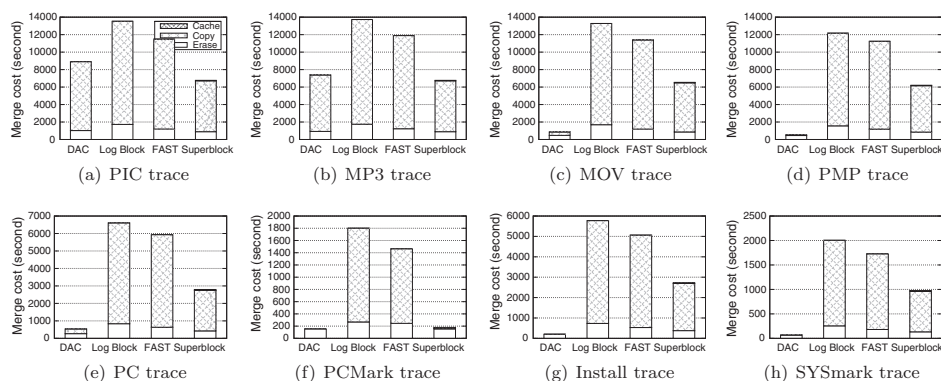 14000
12000
10000
8000
6000
4000
2000
0
Merge cost (second)
Cache
Copy
Erase
DAC Log Block FAST Superblock
(a) PIC trace
14000
12000
10000
8000
6000
4000
2000
0
Merge cost (second)
DAC Log Block FAST Superblock
(b) MP3 trace
14000
12000
10000
8000
6000
4000
2000
0
Merge cost (second)
DAC Log Block FAST Superblock
(c) MOV trace
14000
12000
10000
8000
6000
4000
2000
0
Merge cost (second)
DAC Log Block FAST Superblock
(d) PMP trace
7000
6000
5000
4000
3000
2000
1000
0
Merge cost (second)
DAC Log Block FAST Superblock
(e) PC trace
2000
1800
1600
1400
1200
1000
800
600
400
200
0
Merge cost (second)
DAC Log Block FAST Superblock
(f) PCMark trace
6000
5000
4000
3000
2000
1000
0
Merge cost (second)
DAC Log Block FAST Superblock
(g) Install trace
2500
2000
1500
1000
500
0
Merge cost (second)
DAC Log Block FAST Superblock
(h) SYSmark trace